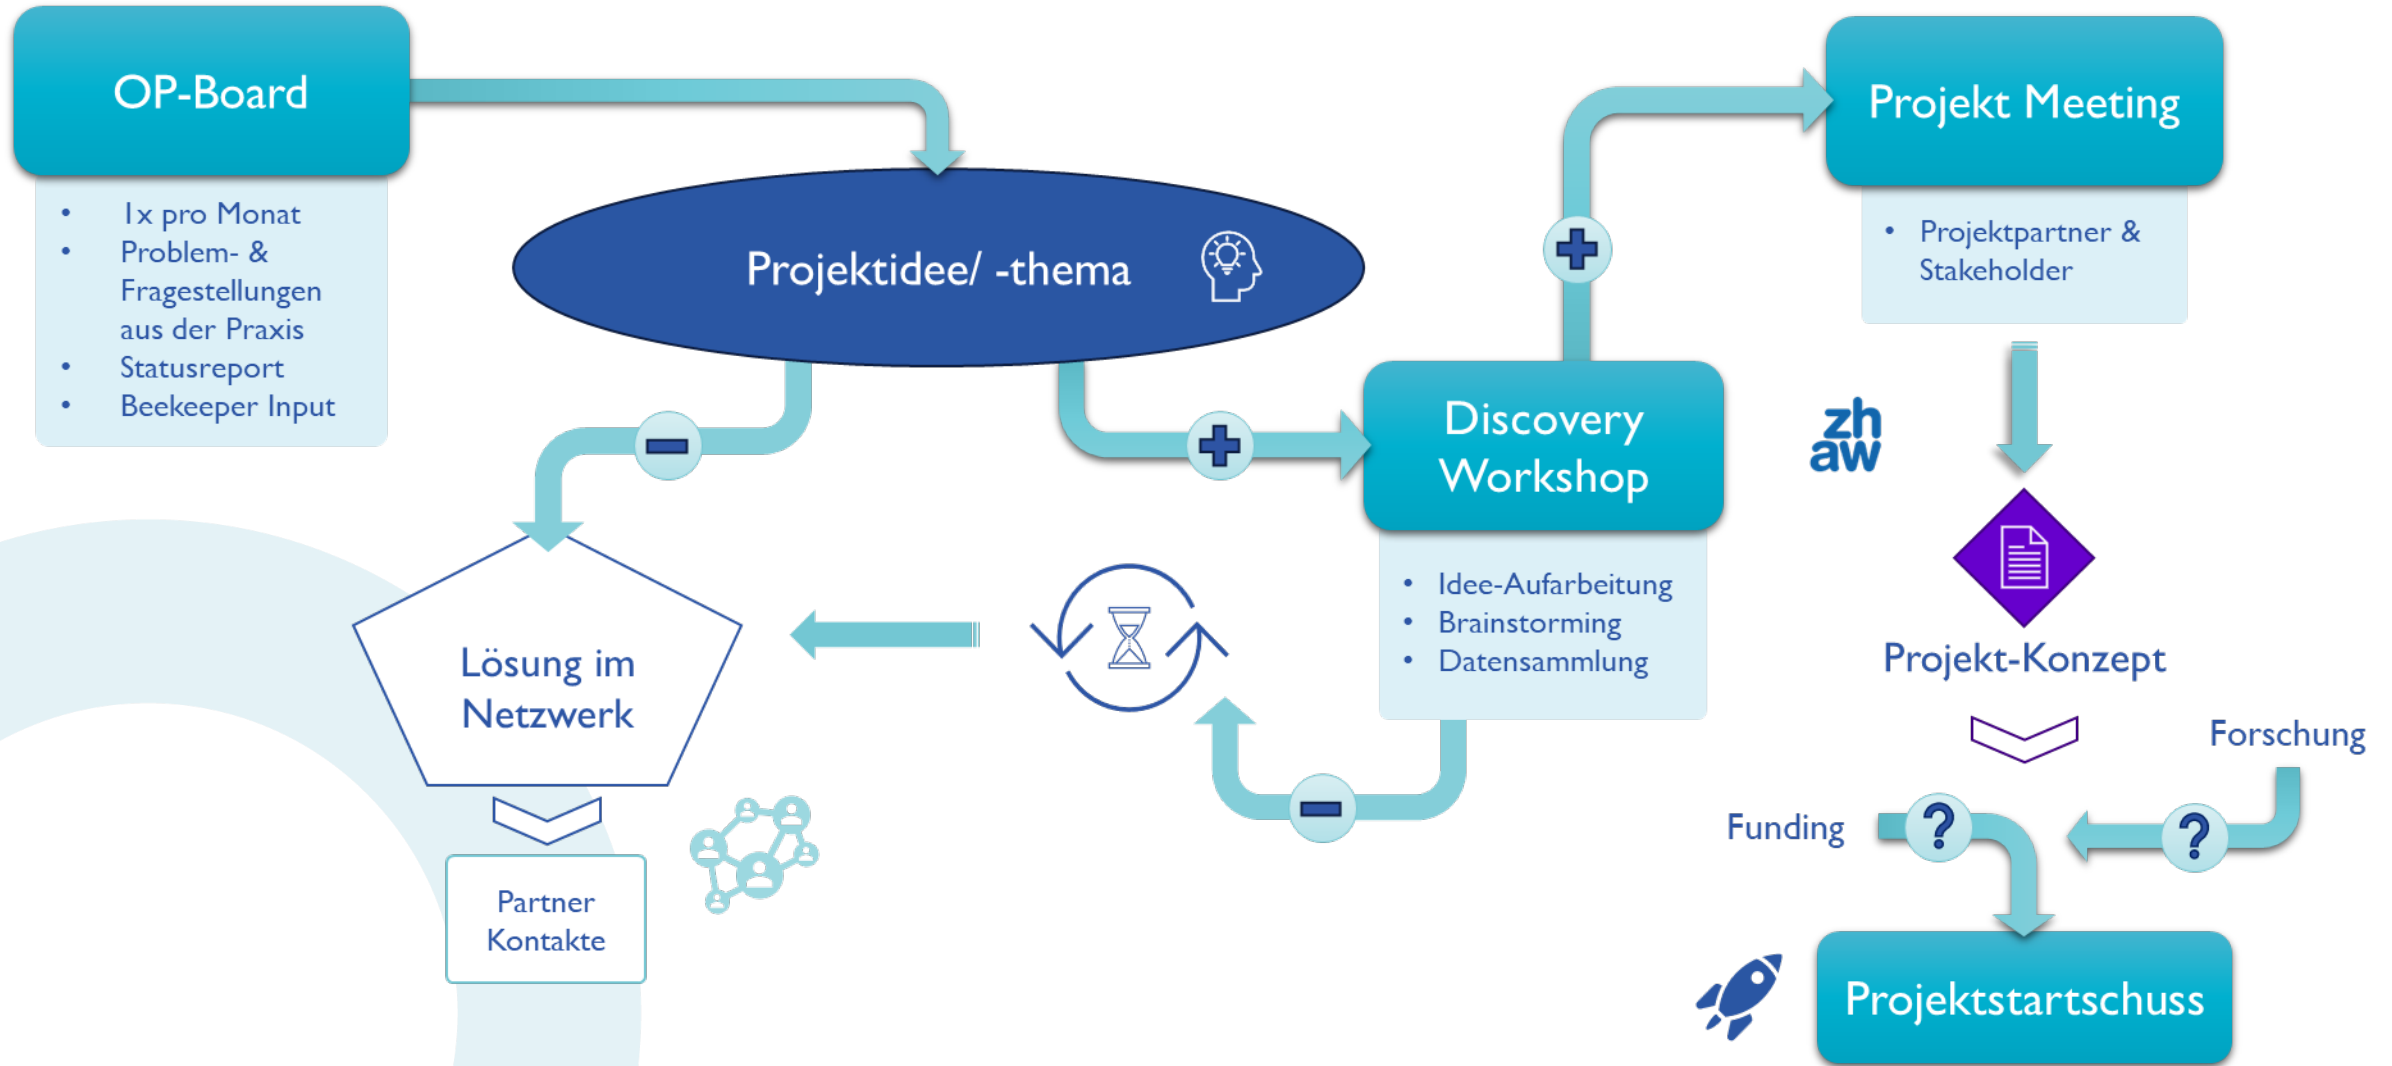 OP-Board
• 1x pro Monat
• Problem- &
Fragestellungen
aus der Praxis
• Statusreport
• Beekeeper Input
Projektidee/ -thema
Discovery
Workshop
• Idee-Aufarbeitung
• Brainstorming
• Datensammlung
Projekt Meeting
• Projektpartner &
Stakeholder
zh
aw
Projekt-Konzept
Forschung
?
Funding
?
Projektstartschuss
Lösung im
Netzwerk
Partner
Kontakte